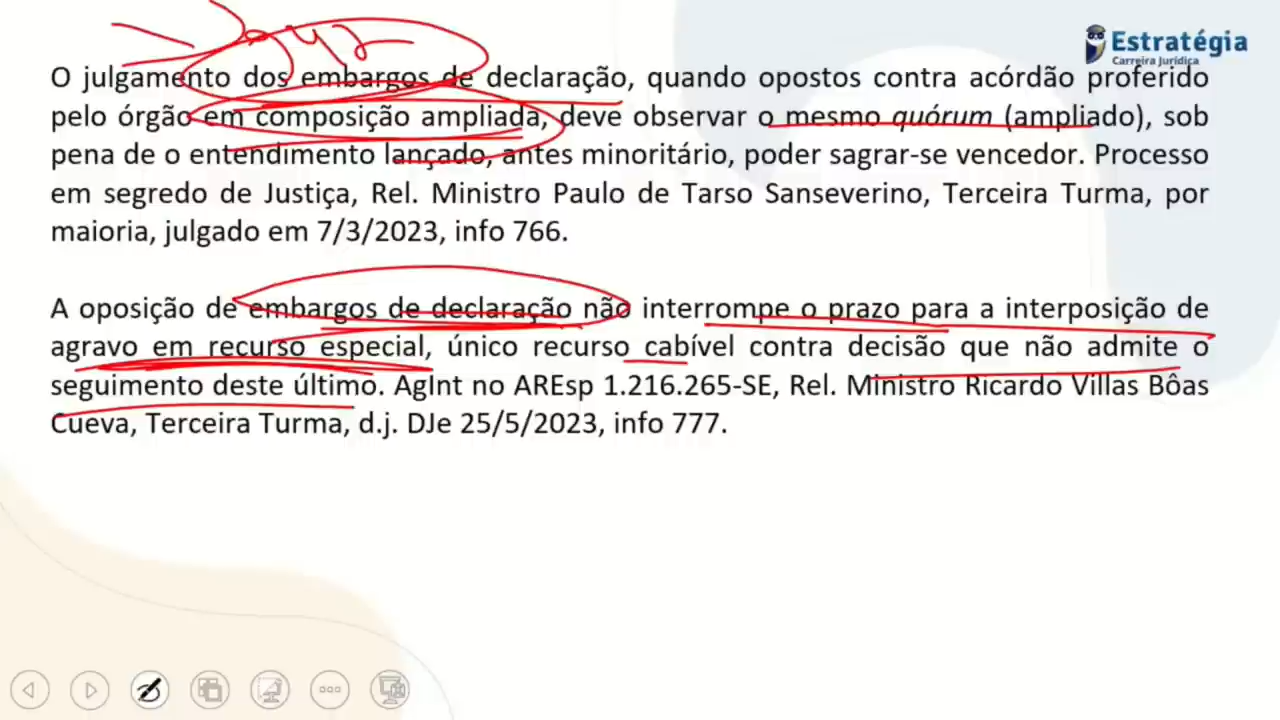 Estratégia
Carreira Jurídica
O julgamento dos embargos de declaração, quando opostos contra acórdão proferido
pelo órgão em composição ampliada, deve observar o mesmo quórum (ampliado), sob
pena de o entendimento lançado, antes minoritário, poder sagrar-se vencedor. Processo
em segredo de Justiça, Rel. Ministro Paulo de Tarso Sanseverino, Terceira Turma, por
maioria, julgado em 7/3/2023, info 766.
A oposição de embargos de declaração não interrompe o prazo para a interposição de
agravo em recurso especial, único recurso cabível contra decisão que não admite o
seguimento deste último. AgInt no AREsp 1.216.265-SE, Rel. Ministro Ricardo Villas Bôas
Cueva, Terceira Turma, d.j. DJe 25/5/2023, info 777.